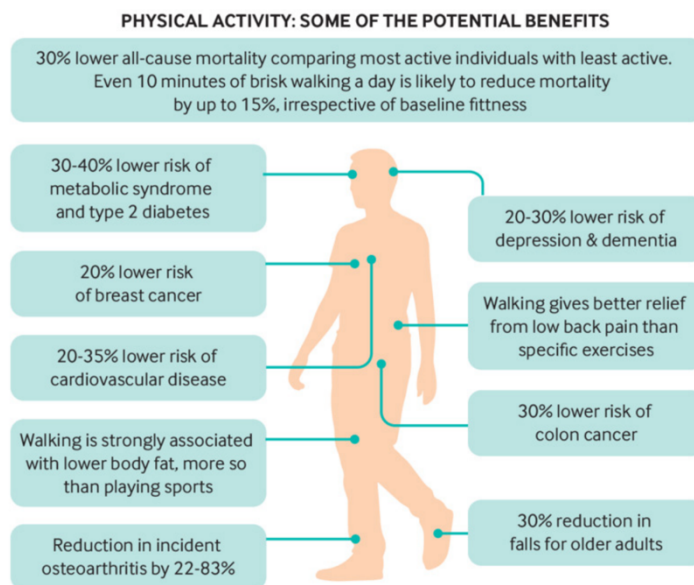 PHYSICAL ACTIVITY: SOME OF THE POTENTIAL BENEFITS
30% lower all-cause mortality comparing most active individuals with least active.
Even 10 minutes of brisk walking a day is likely to reduce mortality
by up to 15%, irrespective of baseline fittness
30-40% lower risk of
metabolic syndrome
and type 2 diabetes
20-30% lower risk of
depression & dementia
20% lower risk
of breast cancer
Walking gives better relief
from low back pain than
specific exercises
20-35% lower risk of
cardiovascular disease
30% lower risk of
colon cancer
Walking is strongly associated
with lower body fat, more so
than playing sports
30% reduction in
falls for older adults
Reduction in incident
osteoarthritis by 22-83%